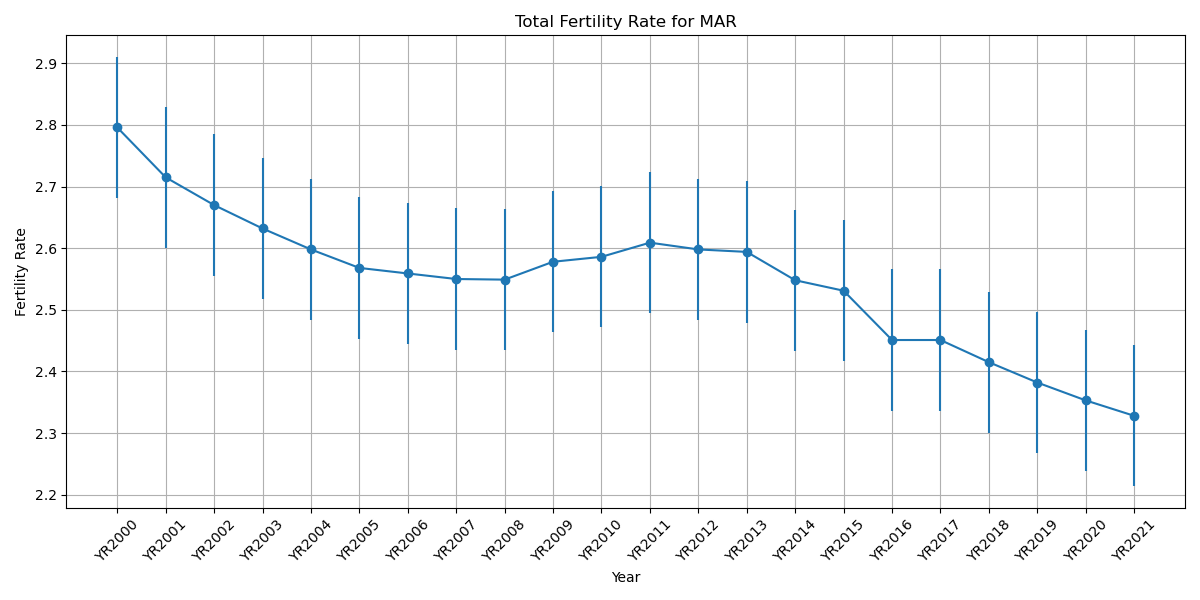 Total Fertility Rate for MAR
Fertility Rate
2.9
2.8
2.7
2.6
2.5
2.4
2.3
2.2
YR2000
YR2001
YR2002
YR2003
YR2004
YR2005
YR2006
YR2007
YR2008
YR2009
YR2010
YR2011
YR2012
YR2013
YR2014
YR2015
YR2016
YR2017
YR2018
YR2019
YR2020
YR2021
Year